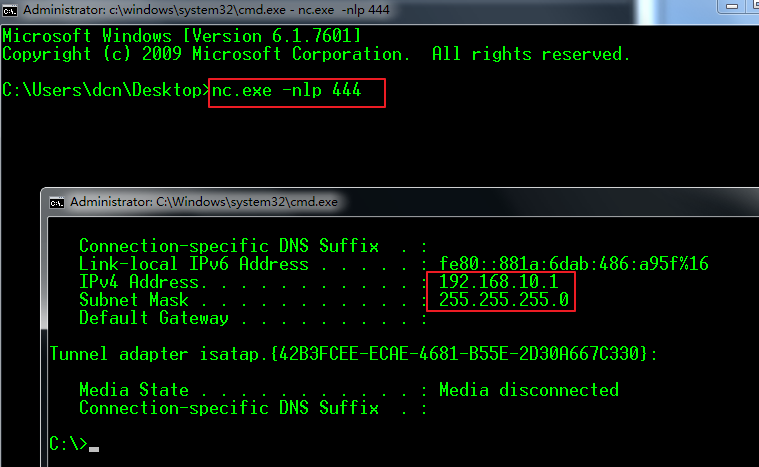 Administrator: c:\windows\system32\cmd.exe - nc.exe -nlp 444
Microsoft Windows [Version 6.1.7601]
Copyright (c) 2009 Microsoft Corporation.  All rights reserved.
C:\Users\dcn\Desktop>nc.exe -nlp 444
Administrator: C:\Windows\system32\cmd.exe
Connection-specific DNS Suffix  . :
Link-local IPv6 Address . . . . . : fe80::881a:6dab:486:a95f%16
IPv4 Address. . . . . . . . . . . : 192.168.10.1
Subnet Mask . . . . . . . . . . . : 255.255.255.0
Default Gateway . . . . . . . . . :
Tunnel adapter isatap.{42B3FCEE-ECAE-4681-B55E-2D30A667C330}:
Media State . . . . . . . . . . . : Media disconnected
Connection-specific DNS Suffix  . :
C:\>